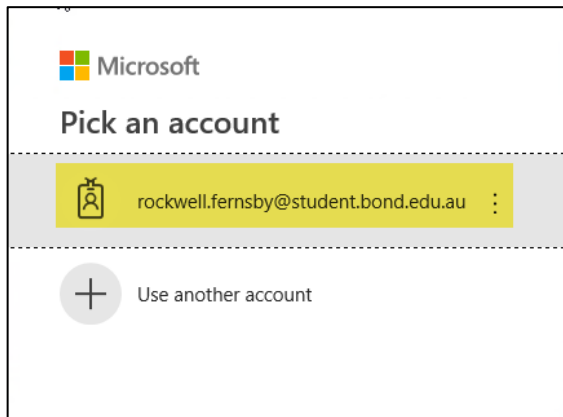 Microsoft
Pick an account
rockwell.fernsby@student.bond.edu.au
Use another account